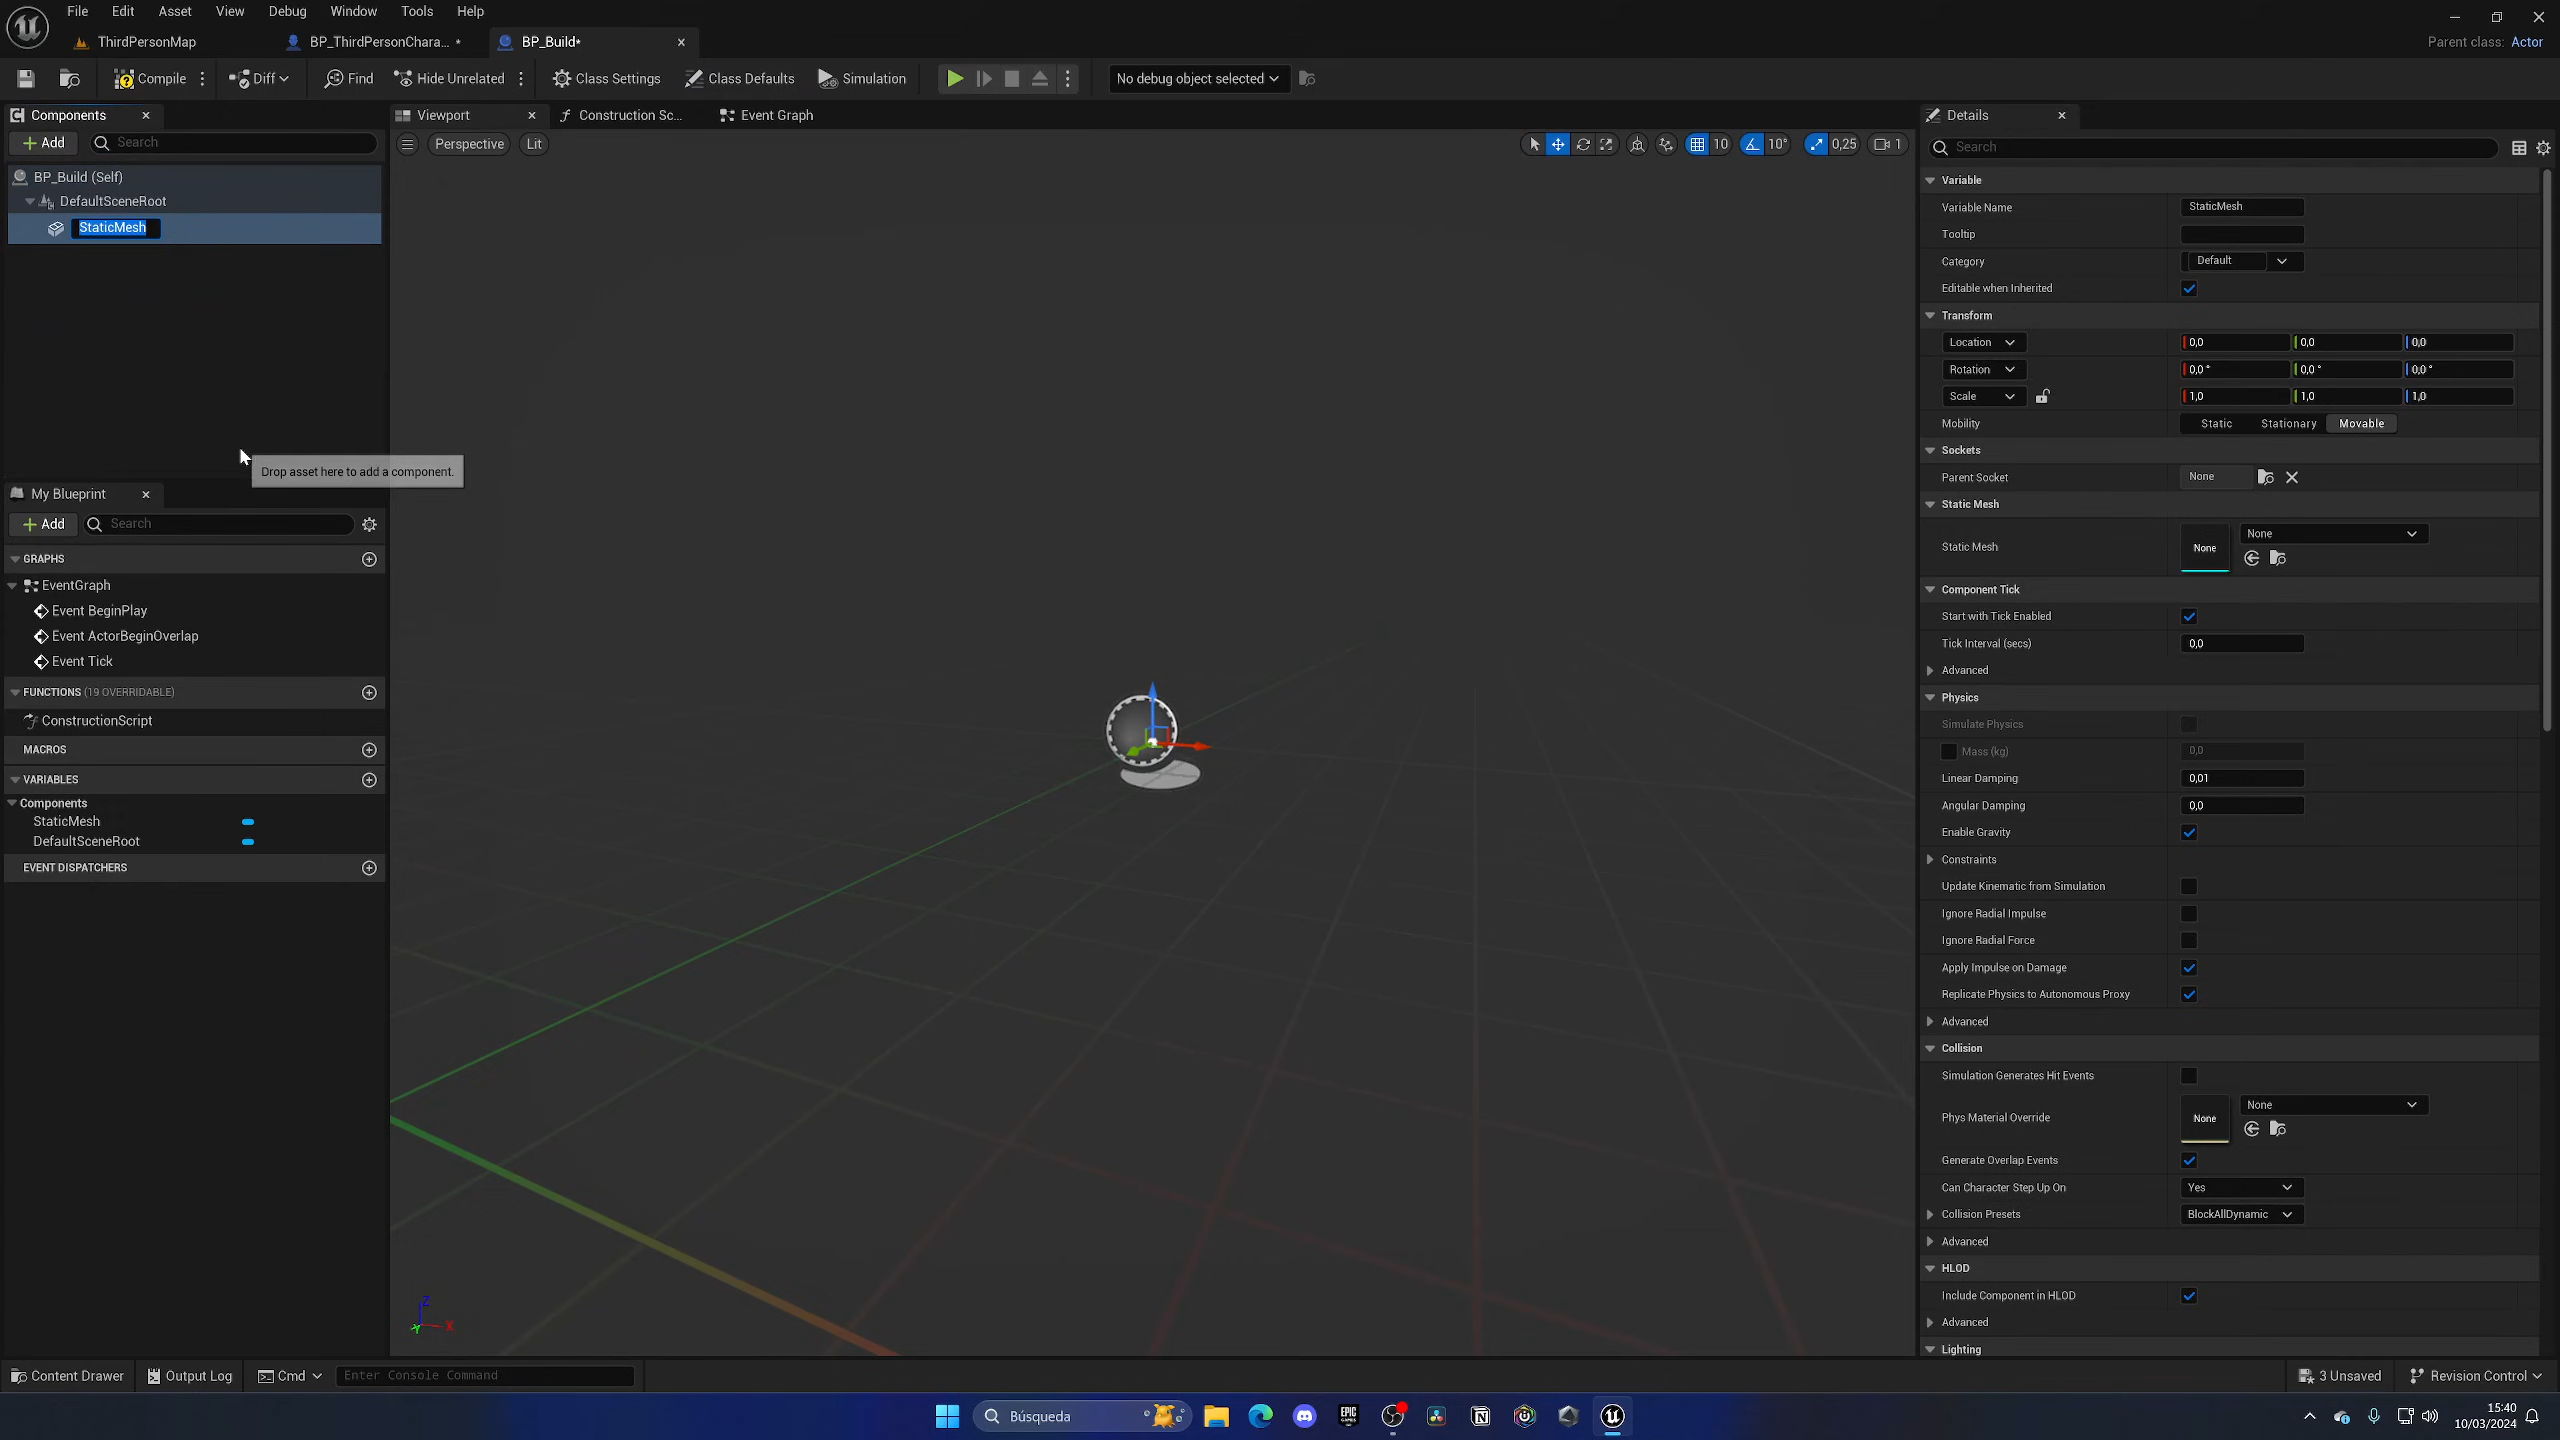 File Edit Asset View Debug Window Tools Help
ThirdPersonMap BP_ThirdPersonChara... * BP_Build*
Parent class: Actor
Compile Diff Find Hide Unrelated Class Settings Class Defaults Simulation No debug object selected
Components
Add Search
BP_Build (Self)
DefaultSceneRoot
StaticMesh
Drop asset here to add a component.
My Blueprint
Add Search
GRAPHS
EventGraph
Event BeginPlay
Event ActorBeginOverlap
Event Tick
FUNCTIONS (19 OVERRIDABLE)
ConstructionScript
MACROS
VARIABLES
Components
StaticMesh
DefaultSceneRoot
EVENT DISPATCHERS
Viewport Construction Sc... Event Graph
Perspective Lit 10 10° 0,25 1
Z
Y X
Details
Search
Variable
Variable Name StaticMesh
Tooltip
Category Default
Editable when Inherited
Transform
Location 0,0 0,0 0,0
Rotation 0,0 ° 0,0 ° 0,0 °
Scale 1,0 1,0 1,0
Mobility Static Stationary Movable
Sockets
Parent Socket None
Static Mesh
Static Mesh None None
Component Tick
Start with Tick Enabled
Tick Interval (secs) 0,0
Advanced
Physics
Simulate Physics
Mass (kg) 0,0
Linear Damping 0,01
Angular Damping 0,0
Enable Gravity
Constraints
Update Kinematic from Simulation
Ignore Radial Impulse
Ignore Radial Force
Apply Impulse on Damage
Replicate Physics to Autonomous Proxy
Advanced
Collision
Simulation Generates Hit Events
Phys Material Override None None
Generate Overlap Events
Can Character Step Up On Yes
Collision Presets BlockAllDynamic
Advanced
HLOD
Include Component in HLOD
Advanced
Lighting
Content Drawer Output Log Cmd Enter Console Command 3 Unsaved Revision Control
Búsqueda EPIC GAMES 15:40
10/03/2024